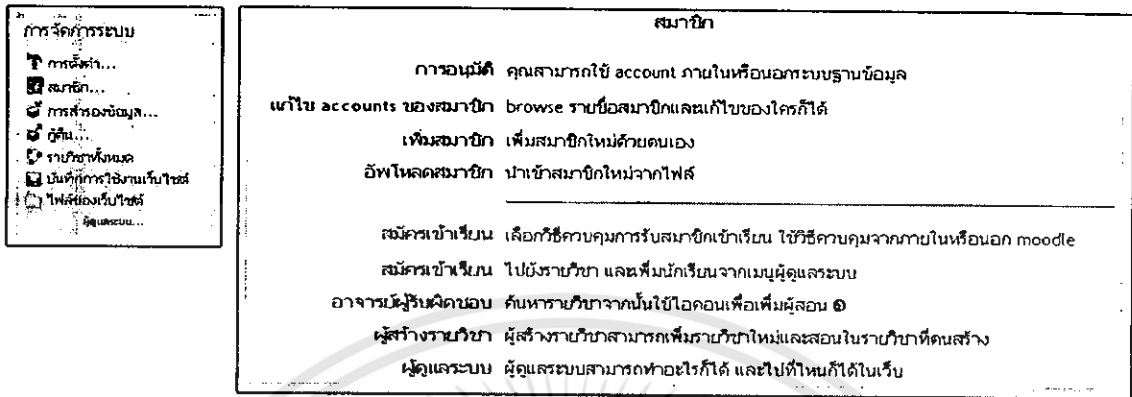 การจัดการระบบ
การตั้งค่า...
สมาชิก...
การสำรองข้อมูล...
กู้คืน...
รายวิชาทั้งหมด
บันทึกการใช้งานเว็บไซต์
ไฟล์ของเว็บไซต์
ผู้ดูแลระบบ...
สมาชิก
การอนุมัติ คุณสามารถใช้ account ภายในหรือนอกระบบฐานข้อมูล
แก้ไข accounts ของสมาชิก browse รายชื่อสมาชิกและแก้ไขของใครก็ได้
เพิ่มสมาชิก เพิ่มสมาชิกใหม่ด้วยตนเอง
อัพโหลดสมาชิก นำเข้าสมาชิกใหม่จากไฟล์
สมัครเข้าเรียน เลือกวิธีควบคุมการรับสมาชิกเข้าเรียน ใช้วิธีควบคุมจากภายในหรือนอก moodle
สมัครเข้าเรียน ไปยังรายวิชา และเพิ่มนักเรียนจากเมนูผู้ดูแลระบบ
อาจารย์ผู้รับผิดชอบ ค้นหารายวิชาจากนั้นใช้ไอคอนเพื่อเพิ่มผู้สอน
ผู้สร้างรายวิชา ผู้สร้างรายวิชาสามารถเพิ่มรายวิชาใหม่และสอนในรายวิชาที่ตนสร้าง
ผู้ดูแลระบบ ผู้ดูแลระบบสามารถทำอะไรก็ได้ และไปที่ไหนก็ได้ในเว็บ